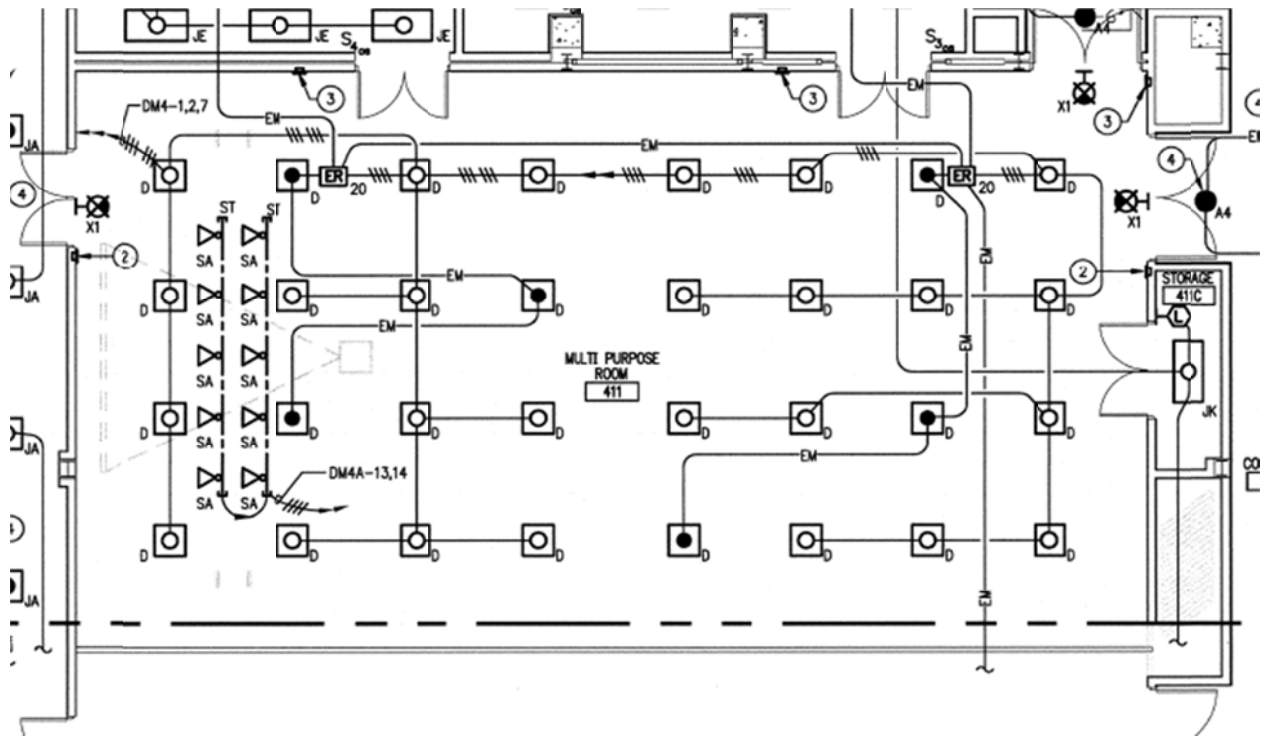 JE
JE
JE
S4os
S3os
A4
3
3
X1
3
4
DM4-1,2,7
EM
EM
EM
EM
JA
4
D
D
ER
20
D
D
D
D
D
ER
20
D
4
A4
X1
X1
ST
ST
2
SA
SA
EM
EM
2
STORAGE
411C
L
JA
SA
SA
D
D
D
D
D
D
D
EM
EM
SA
SA
MULTI PURPOSE
ROOM
411
JK
JA
SA
SA
D
D
D
D
D
D
D
EM
CO
SA
SA
DM4A-13,14
D
D
D
D
D
D
D
D
JA
EM